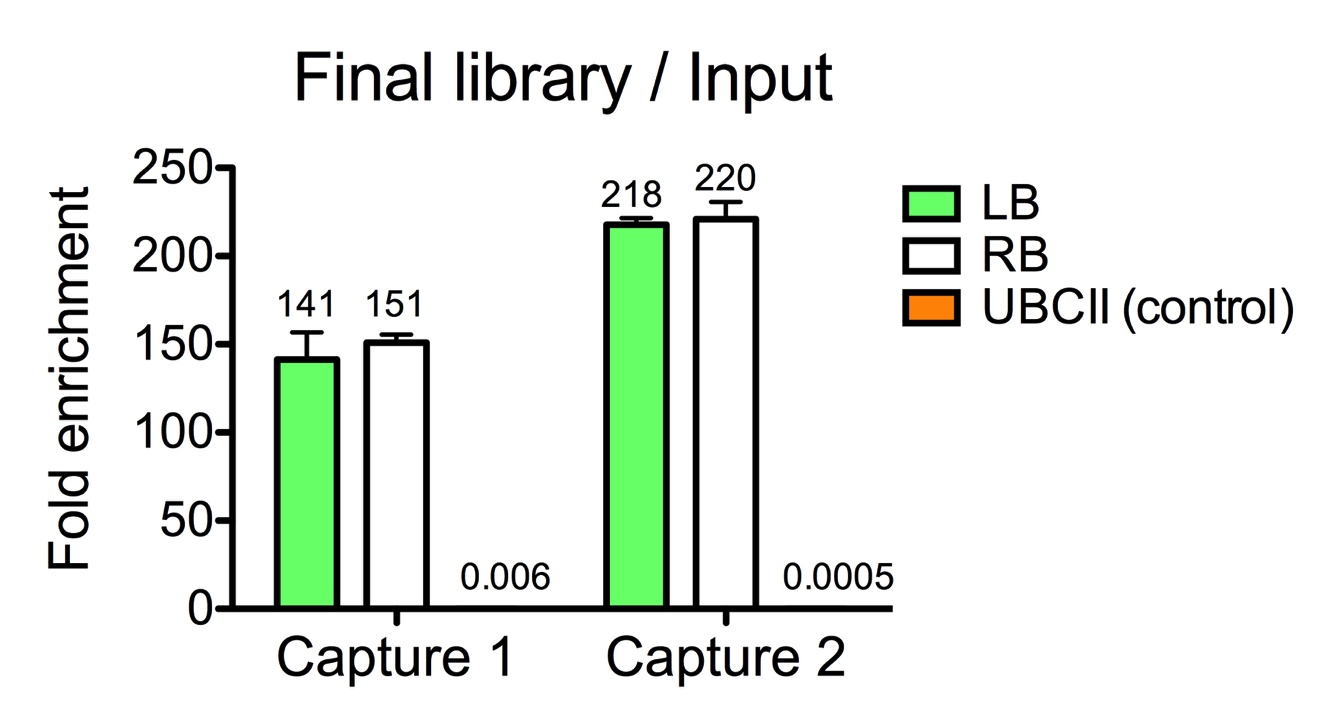 Final library / Input
Fold enrichment
250
200
150
100
50
0
141
151
0.006
218
220
0.0005
Capture 1
Capture 2
LB
RB
UBCII (control)